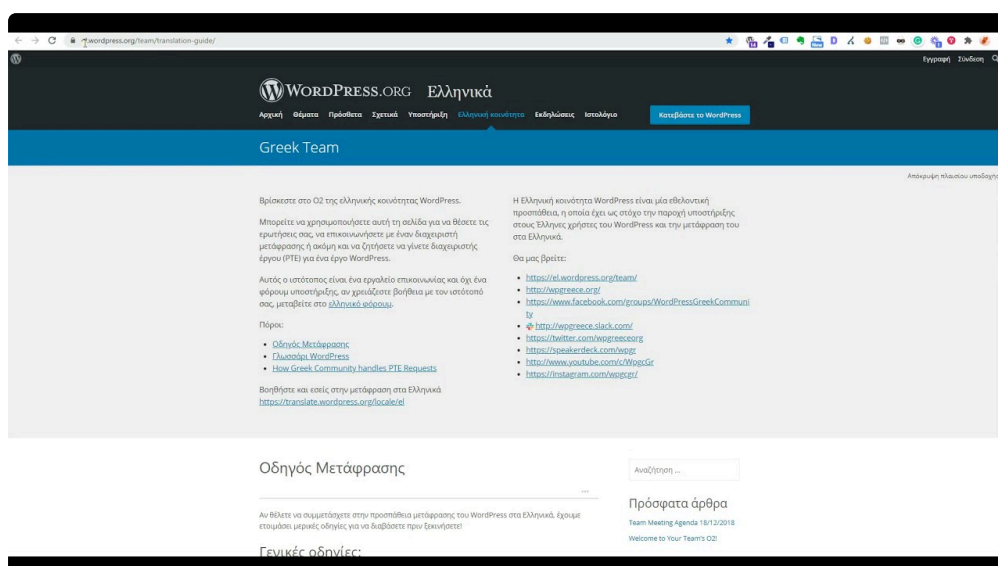 wordpress.org/team/translation-guide/
New
Εγγραφή Σύνδεση
WORDPRESS.ORG Ελληνικά
Αρχική Θέματα Πρόσθετα Σχετικά Υποστήριξη Ελληνική κοινότητα Εκδηλώσεις Ιστολόγιο Κατεβάστε το WordPress
Greek Team
Απόκρυψη πλαισίου υποδοχής
Βρίσκεστε στο O2 της ελληνικής κοινότητας WordPress.
Μπορείτε να χρησιμοποιήσετε αυτή τη σελίδα για να θέσετε τις
ερωτήσεις σας, να επικοινωνήσετε με έναν διαχειριστή
μετάφρασης ή ακόμη και να ζητήσετε να γίνετε διαχειριστής
έργου (PTE) για ένα έργο WordPress.
Αυτός ο ιστότοπος είναι ένα εργαλείο επικοινωνίας και όχι ένα
φόρουμ υποστήριξης, αν χρειάζεστε βοήθεια με τον ιστότοπό
σας, μεταβείτε στο ελληνικό φόρουμ.
Πόροι:
Οδηγός Μετάφρασης
Γλωσσάρι WordPress
How Greek Community handles PTE Requests
Βοηθήστε και εσείς στην μετάφραση στα Ελληνικά
https://translate.wordpress.org/locale/el
Η Ελληνική κοινότητα WordPress είναι μία εθελοντική
προσπάθεια, η οποία έχει ως στόχο την παροχή υποστήριξης
στους Έλληνες χρήστες του WordPress και την μετάφραση του
στα Ελληνικά.
Θα μας βρείτε:
https://el.wordpress.org/team/
http://wpgreece.org/
https://www.facebook.com/groups/WordPressGreekCommuni
ty
http://wpgreece.slack.com/
https://twitter.com/wpgreeceorg
https://speakerdeck.com/wpgr
http://www.youtube.com/c/WpgcGr
https://instagram.com/wpgcgr/
Οδηγός Μετάφρασης
Αν θέλετε να συμμετάσχετε στην προσπάθεια μετάφρασης του WordPress στα Ελληνικά, έχουμε
ετοιμάσει μερικές οδηγίες για να διαβάσετε πριν ξεκινήσετε!
Γενικές οδηγίες:
Αναζήτηση ...
Πρόσφατα άρθρα
Team Meeting Agenda 18/12/2018
Welcome to Your Team's O2!